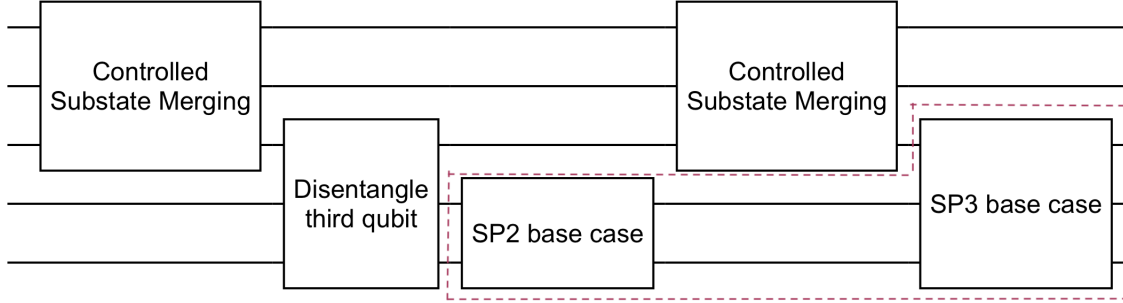 Controlled
Substate Merging
Disentangle
third qubit
SP2 base case
Controlled
Substate Merging
SP3 base case